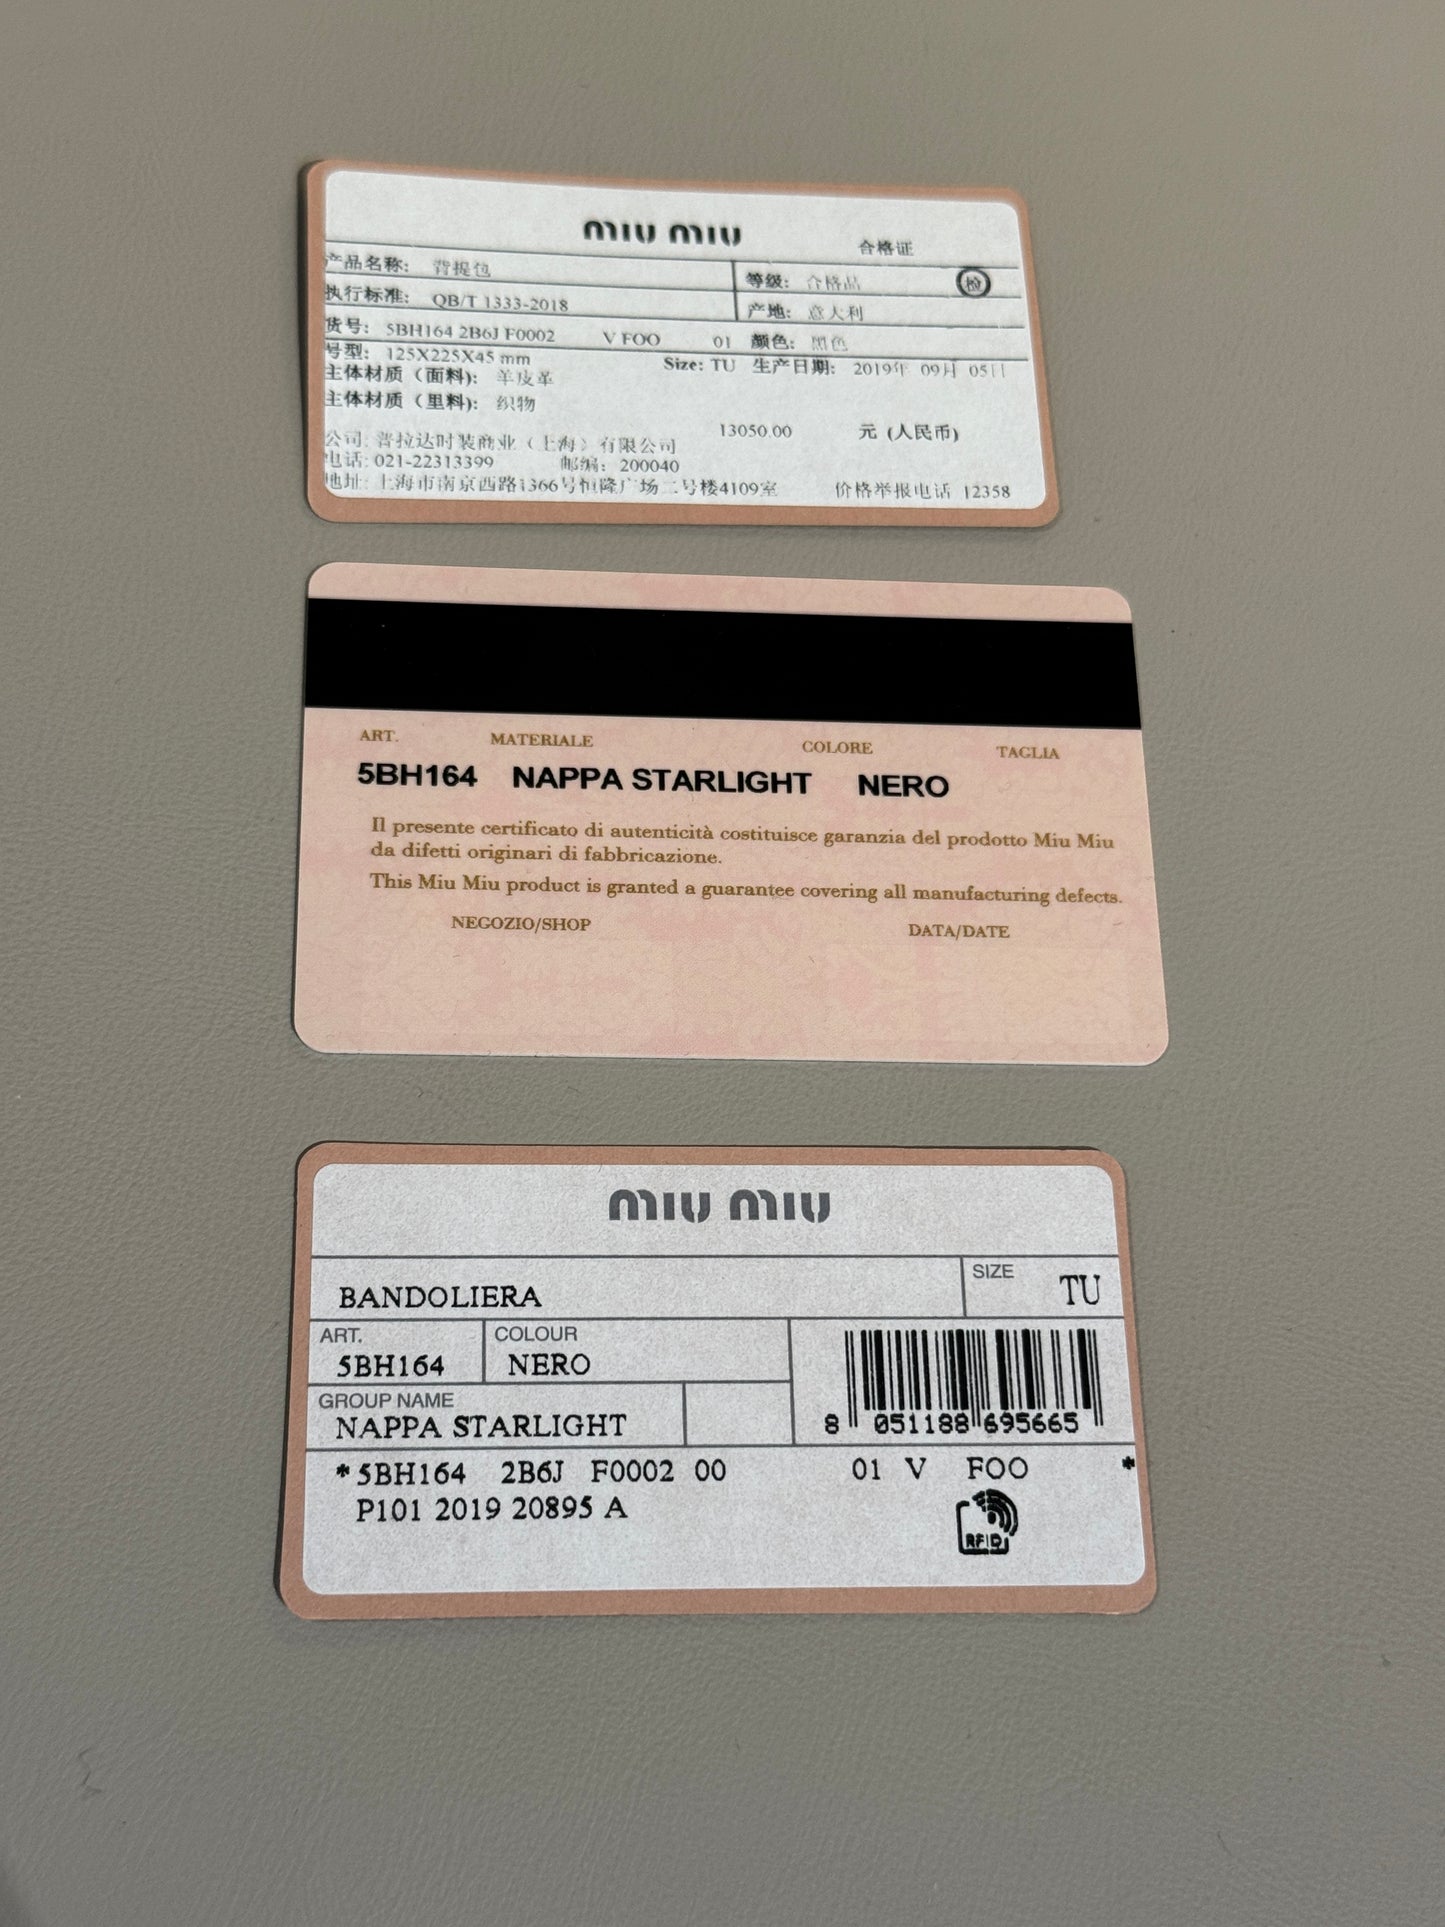 miu miu
合格证
产品名称: 背提包
等级: 合格品 检
执行标准: QB/T 1333-2018
产地: 意大利
货号: 5BH164 2B6J F0002 V FOO 01 颜色: 黑色
号型: 125X225X45 mm Size: TU 生产日期: 2019年 09月 05日
主体材质（面料): 羊皮革
主体材质（里料): 织物
13050.00 元 (人民币)
公司: 普拉达时装商业（上海）有限公司
电话: 021-22313399 邮编: 200040
地址: 上海市南京西路1366号恒隆广场二号楼4109室 价格举报电话 12358
ART. MATERIALE COLORE TAGLIA
5BH164 NAPPA STARLIGHT NERO
Il presente certificato di autenticità costituisce garanzia del prodotto Miu Miu
da difetti originari di fabbricazione.
This Miu Miu product is granted a guarantee covering all manufacturing defects.
NEGOZIO/SHOP DATA/DATE
miu miu
BANDOLIERA
SIZE TU
ART. COLOUR
5BH164 NERO
GROUP NAME
NAPPA STARLIGHT
8 051188 695665
*5BH164 2B6J F0002 00 01 V FOO *
P101 2019 20895 A
RFID